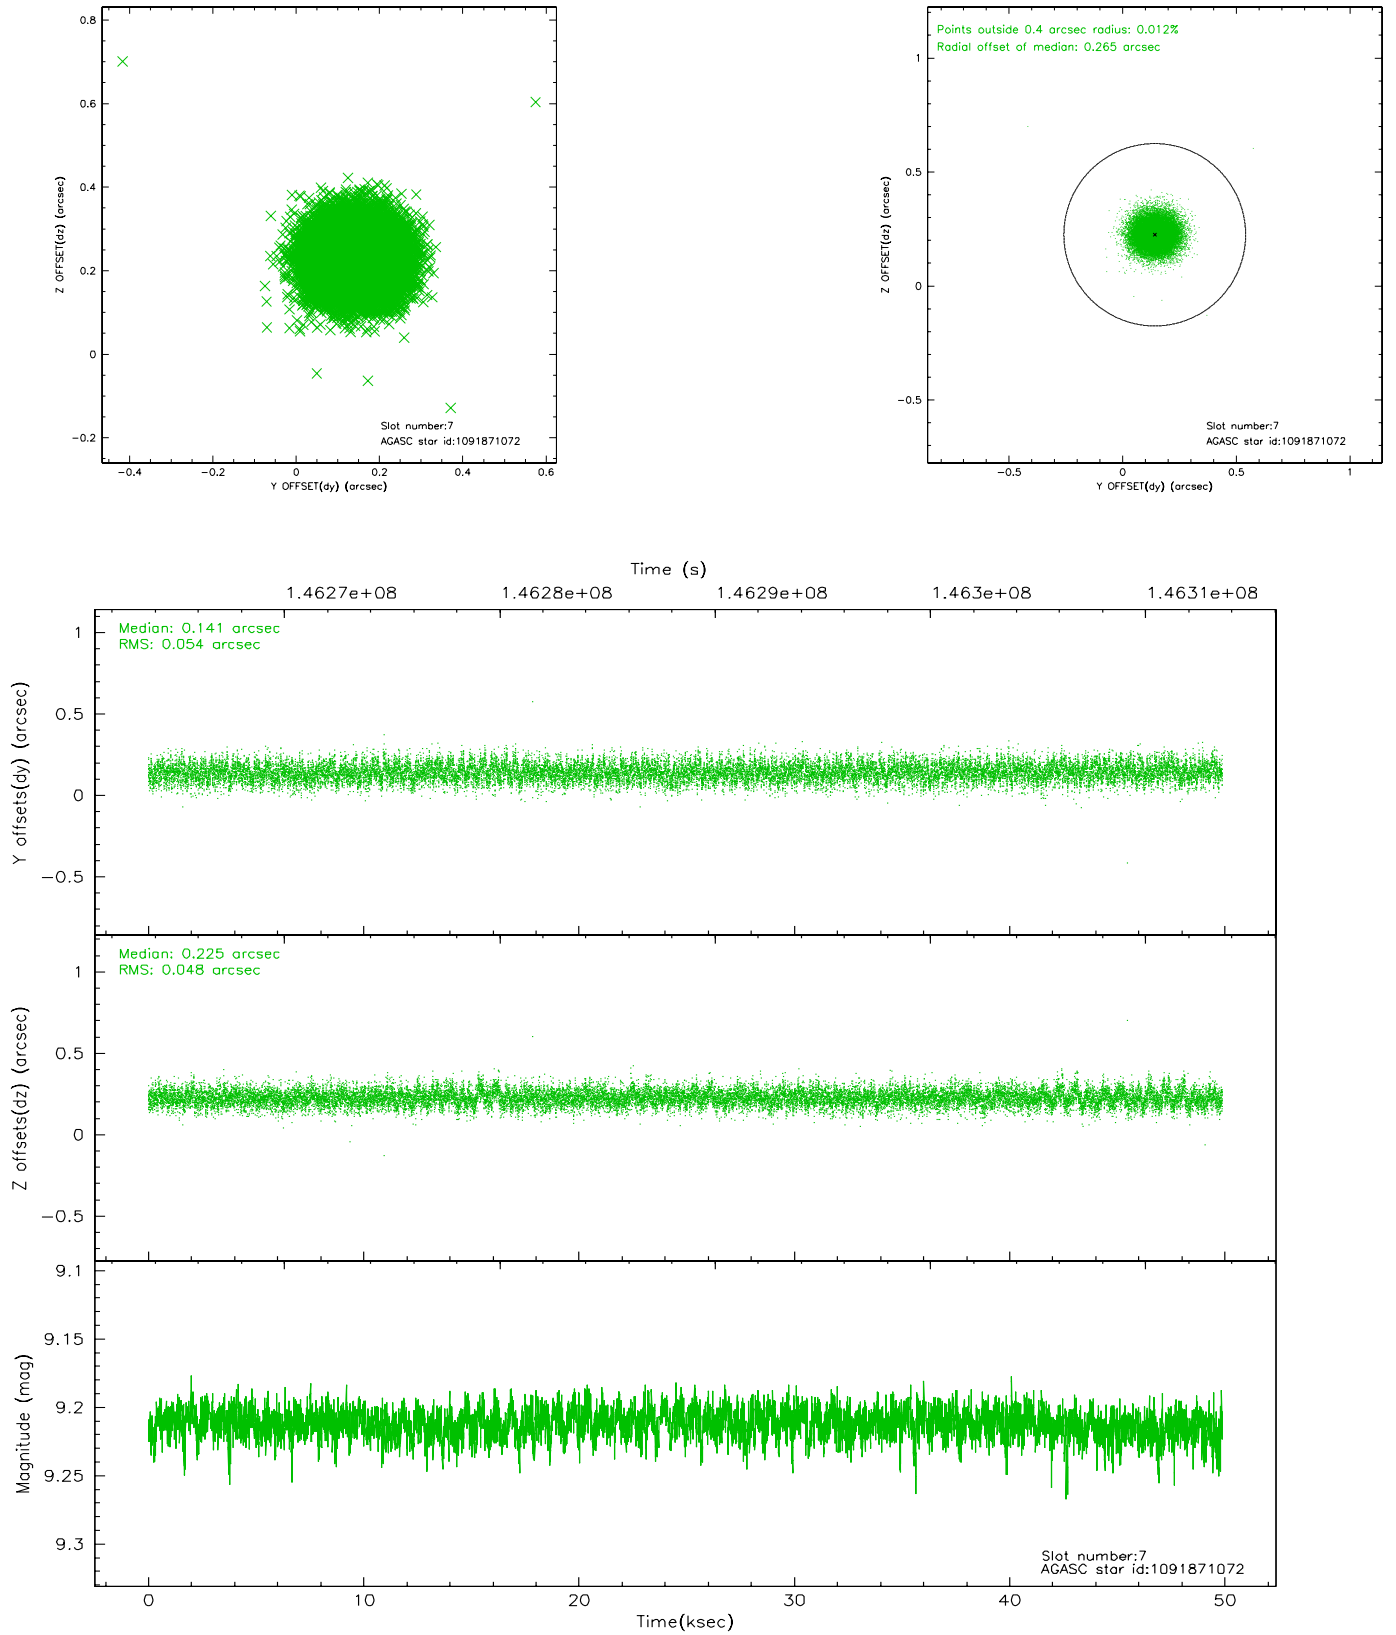 0.8
0.6
0.4
0.2
0
−0.2
Z OFFSET(dz) (arcsec)
−0.4
−0.2
0
0.2
0.4
0.6
Y OFFSET(dy) (arcsec)
Slot number:7
AGASC star id:1091871072
Points outside 0.4 arcsec radius: 0.012%
Radial offset of median: 0.265 arcsec
1
0.5
0
−0.5
Z OFFSET(dz) (arcsec)
−0.5
0
0.5
1
Y OFFSET(dy) (arcsec)
Slot number:7
AGASC star id:1091871072
Time (s)
1.4627e+08
1.4628e+08
1.4629e+08
1.463e+08
1.4631e+08
Median: 0.141 arcsec
RMS: 0.054 arcsec
1
0.5
0
−0.5
Y offsets(dy) (arcsec)
Median: 0.225 arcsec
RMS: 0.048 arcsec
1
0.5
0
−0.5
Z offsets(dz) (arcsec)
9.1
9.15
9.2
9.25
9.3
Magnitude (mag)
Slot number:7
AGASC star id:1091871072
0
10
20
30
40
50
Time(ksec)